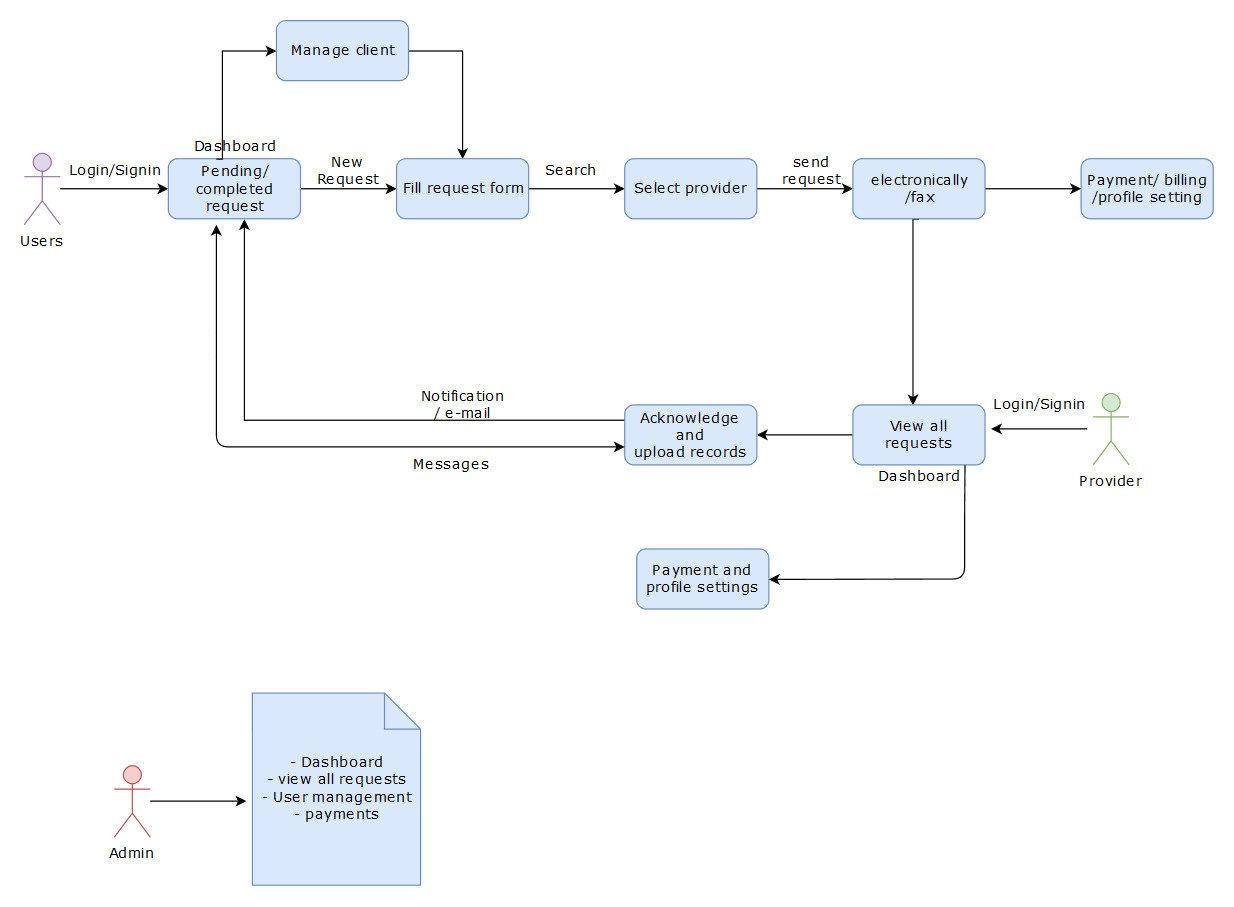 Manage client
Dashboard
Login/Signin
Pending/
completed
request
New
Request
Fill request form
Search
Select provider
send
request
electronically
/fax
Payment/ billing
/profile setting
Users
Notification
/ e-mail
Messages
Acknowledge
and
upload records
View all
requests
Dashboard
Login/Signin
Provider
Payment and
profile settings
- Dashboard
- view all requests
- User management
- payments
Admin